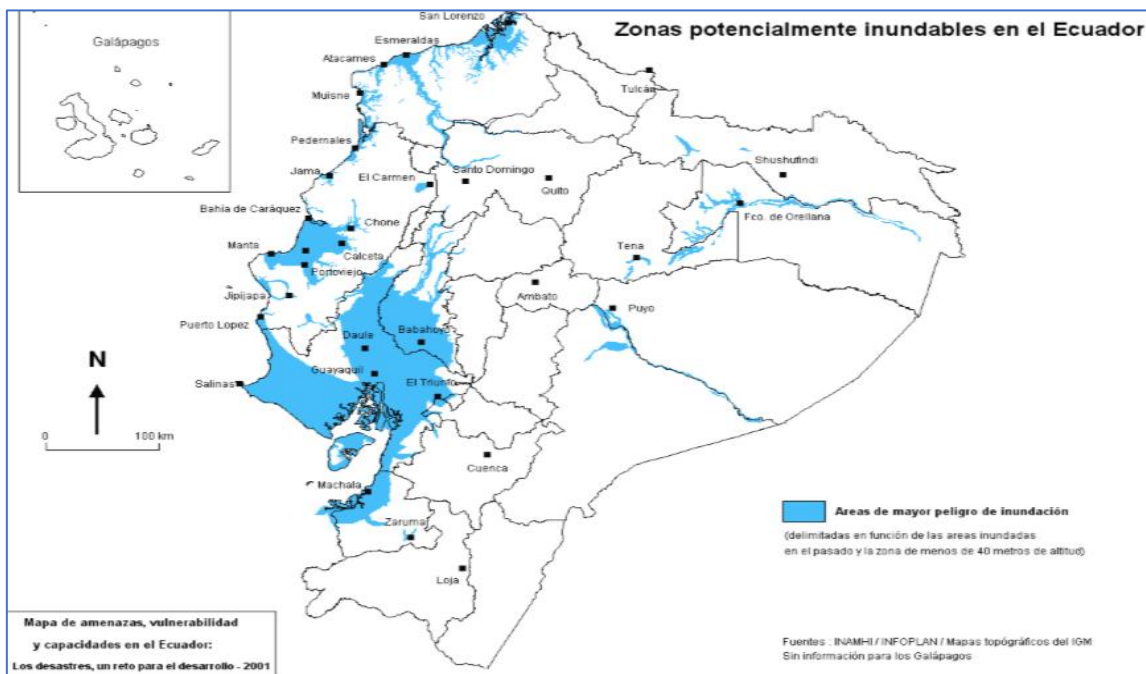 Zonas potencialmente inundables en el Ecuador
Galápagos
San Lorenzo
Esmeraldas
Atacames
Tulcán
Muisne
Pedernales
Shushufindi
Santo Domingo
Jama
El Carmen
Quito
Bahía de Caráquez
Fco. de Orellana
Chone
Manta
Calceta
Tena
Portoviejo
Jipijapa
Ambato
Puyo
Puerto Lopez
Daule
Babahoyo
N
Guayaquil
Salinas
El Triunfo
0 100 km
Cuenca
Machala
Zaruma
Loja
Areas de mayor peligro de inundación
(delimitadas en función de las areas inundadas
en el pasado y la zona de menos de 40 metros de altitud)
Mapa de amenazas, vulnerabilidad
y capacidades en el Ecuador:
Los desastres, un reto para el desarrollo - 2001
Fuentes : INAMHI / INFOPLAN / Mapas topográficos del IGM
Sin información para los Galápagos